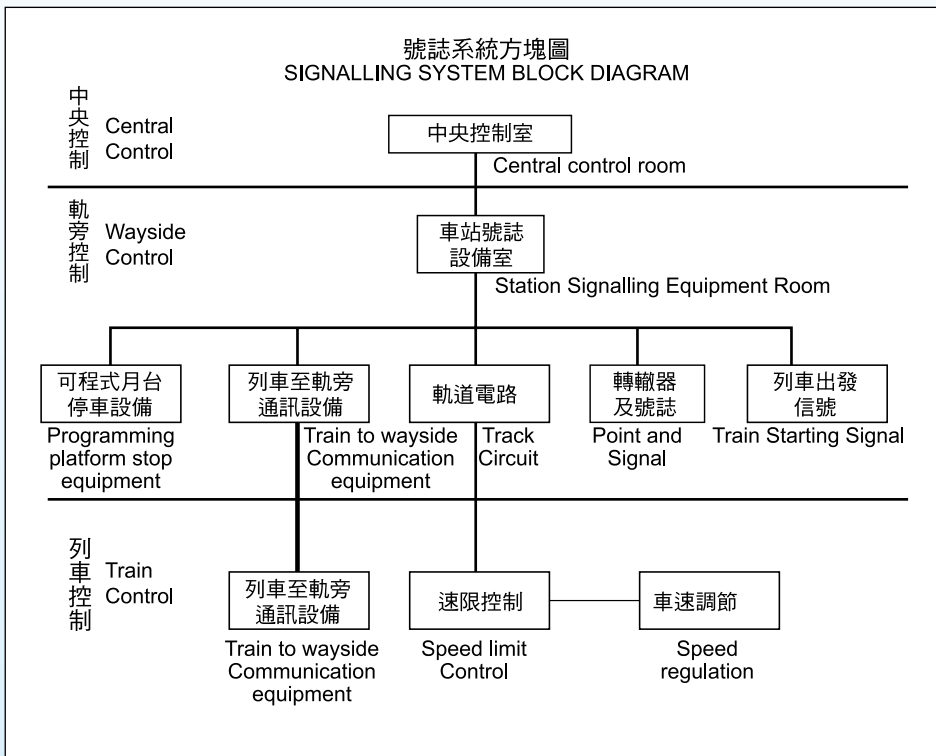 號誌系統方塊圖
SIGNALLING SYSTEM BLOCK DIAGRAM
中央控制
Central
Control
中央控制室
Central control room
軌旁控制
Wayside
Control
車站號誌
設備室
Station Signalling Equipment Room
可程式月台
停車設備
Programming
platform stop
equipment
列車至軌旁
通訊設備
Train to wayside
Communication
equipment
軌道電路
Track
Circuit
轉轍器
及號誌
Point and
Signal
列車出發
信號
Train Starting Signal
列車控制
Train
Control
列車至軌旁
通訊設備
Train to wayside
Communication
equipment
速限控制
Speed limit
Control
車速調節
Speed
regulation